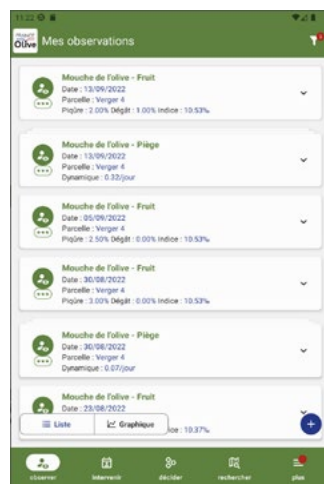 11:22
Olive
Mes observations
Mouche de l'olive - Fruit
Date : 13/09/2022
Parcelle : Verger 4
Piqûre : 2.00% Dégât : 1.00% Indice : 10.53%
Mouche de l'olive - Piège
Date : 13/09/2022
Parcelle : Verger 4
Dynamique : 0.32/jour
Mouche de l'olive - Fruit
Date : 05/09/2022
Parcelle : Verger 4
Piqûre : 2.50% Dégât : 0.00% Indice : 10.53%
Mouche de l'olive - Fruit
Date : 30/08/2022
Parcelle : Verger 4
Piqûre : 3.00% Dégât : 0.00% Indice : 10.53%
Mouche de l'olive - Piège
Date : 30/08/2022
Parcelle : Verger 4
Dynamique : 0.07/jour
Mouche de l'olive - Fruit
Date : 23/08/2022
Liste Graphique
10.37%
observer intervenir décider rechercher plus